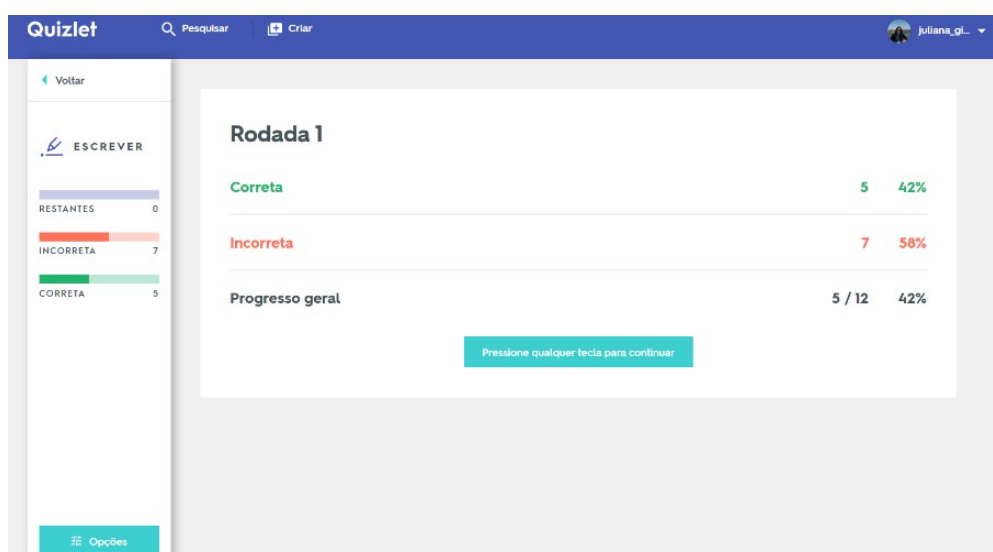 Quizlet Pesquisar Criar juliana_gi...
Voltar
ESCREVER
RESTANTES 0
INCORRETA 7
CORRETA 5
Opções
Rodada 1
Correta 5 42%
Incorreta 7 58%
Progresso geral 5 / 12 42%
Pressione qualquer tecla para continuar